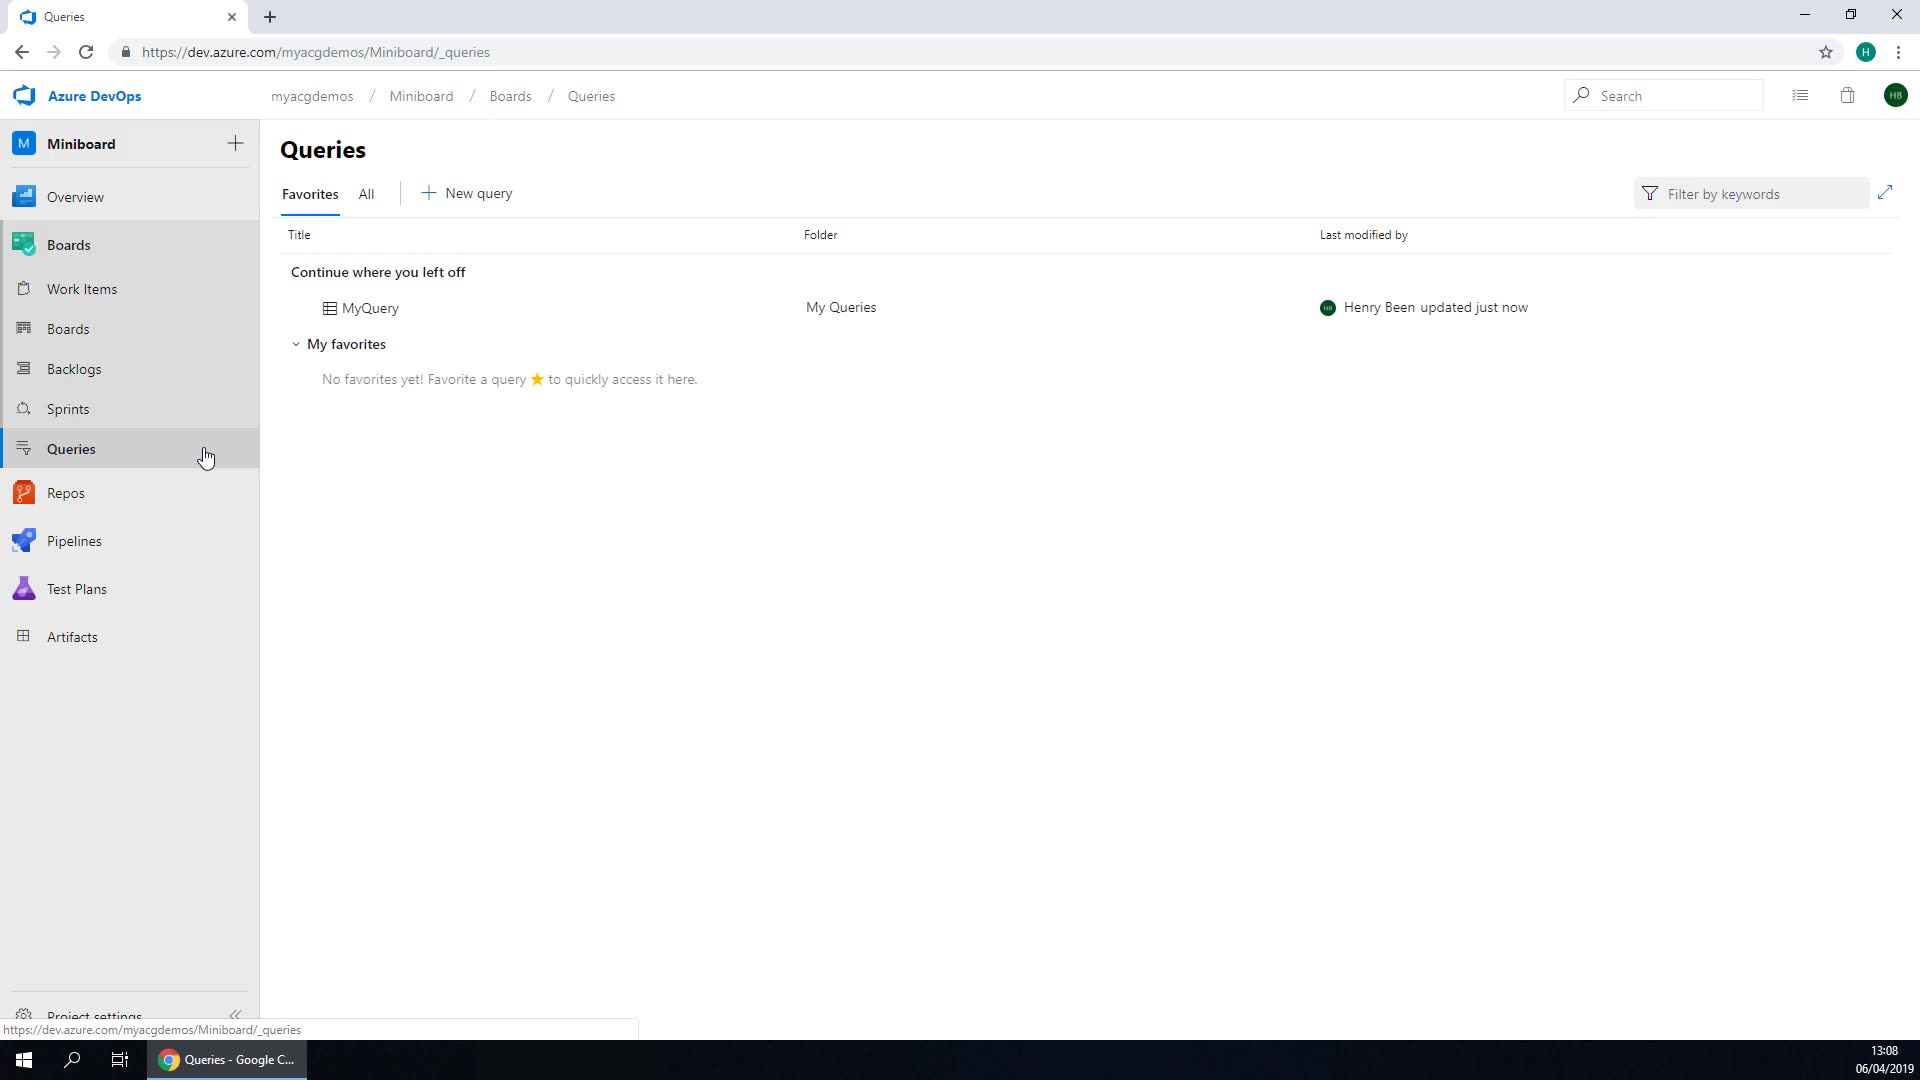 Queries
https://dev.azure.com/myacgdemos/Miniboard/_queries
H
Azure DevOps
myacgdemos / Miniboard / Boards / Queries
Search
HB
M Miniboard
Overview
Boards
Work Items
Boards
Backlogs
Sprints
Queries
Repos
Pipelines
Test Plans
Artifacts
Project settings
Queries
Favorites All New query
Filter by keywords
Title Folder Last modified by
Continue where you left off
MyQuery My Queries HB Henry Been updated just now
My favorites
No favorites yet! Favorite a query ★ to quickly access it here.
https://dev.azure.com/myacgdemos/Miniboard/_queries
Queries - Google C...
13:08
06/04/2019